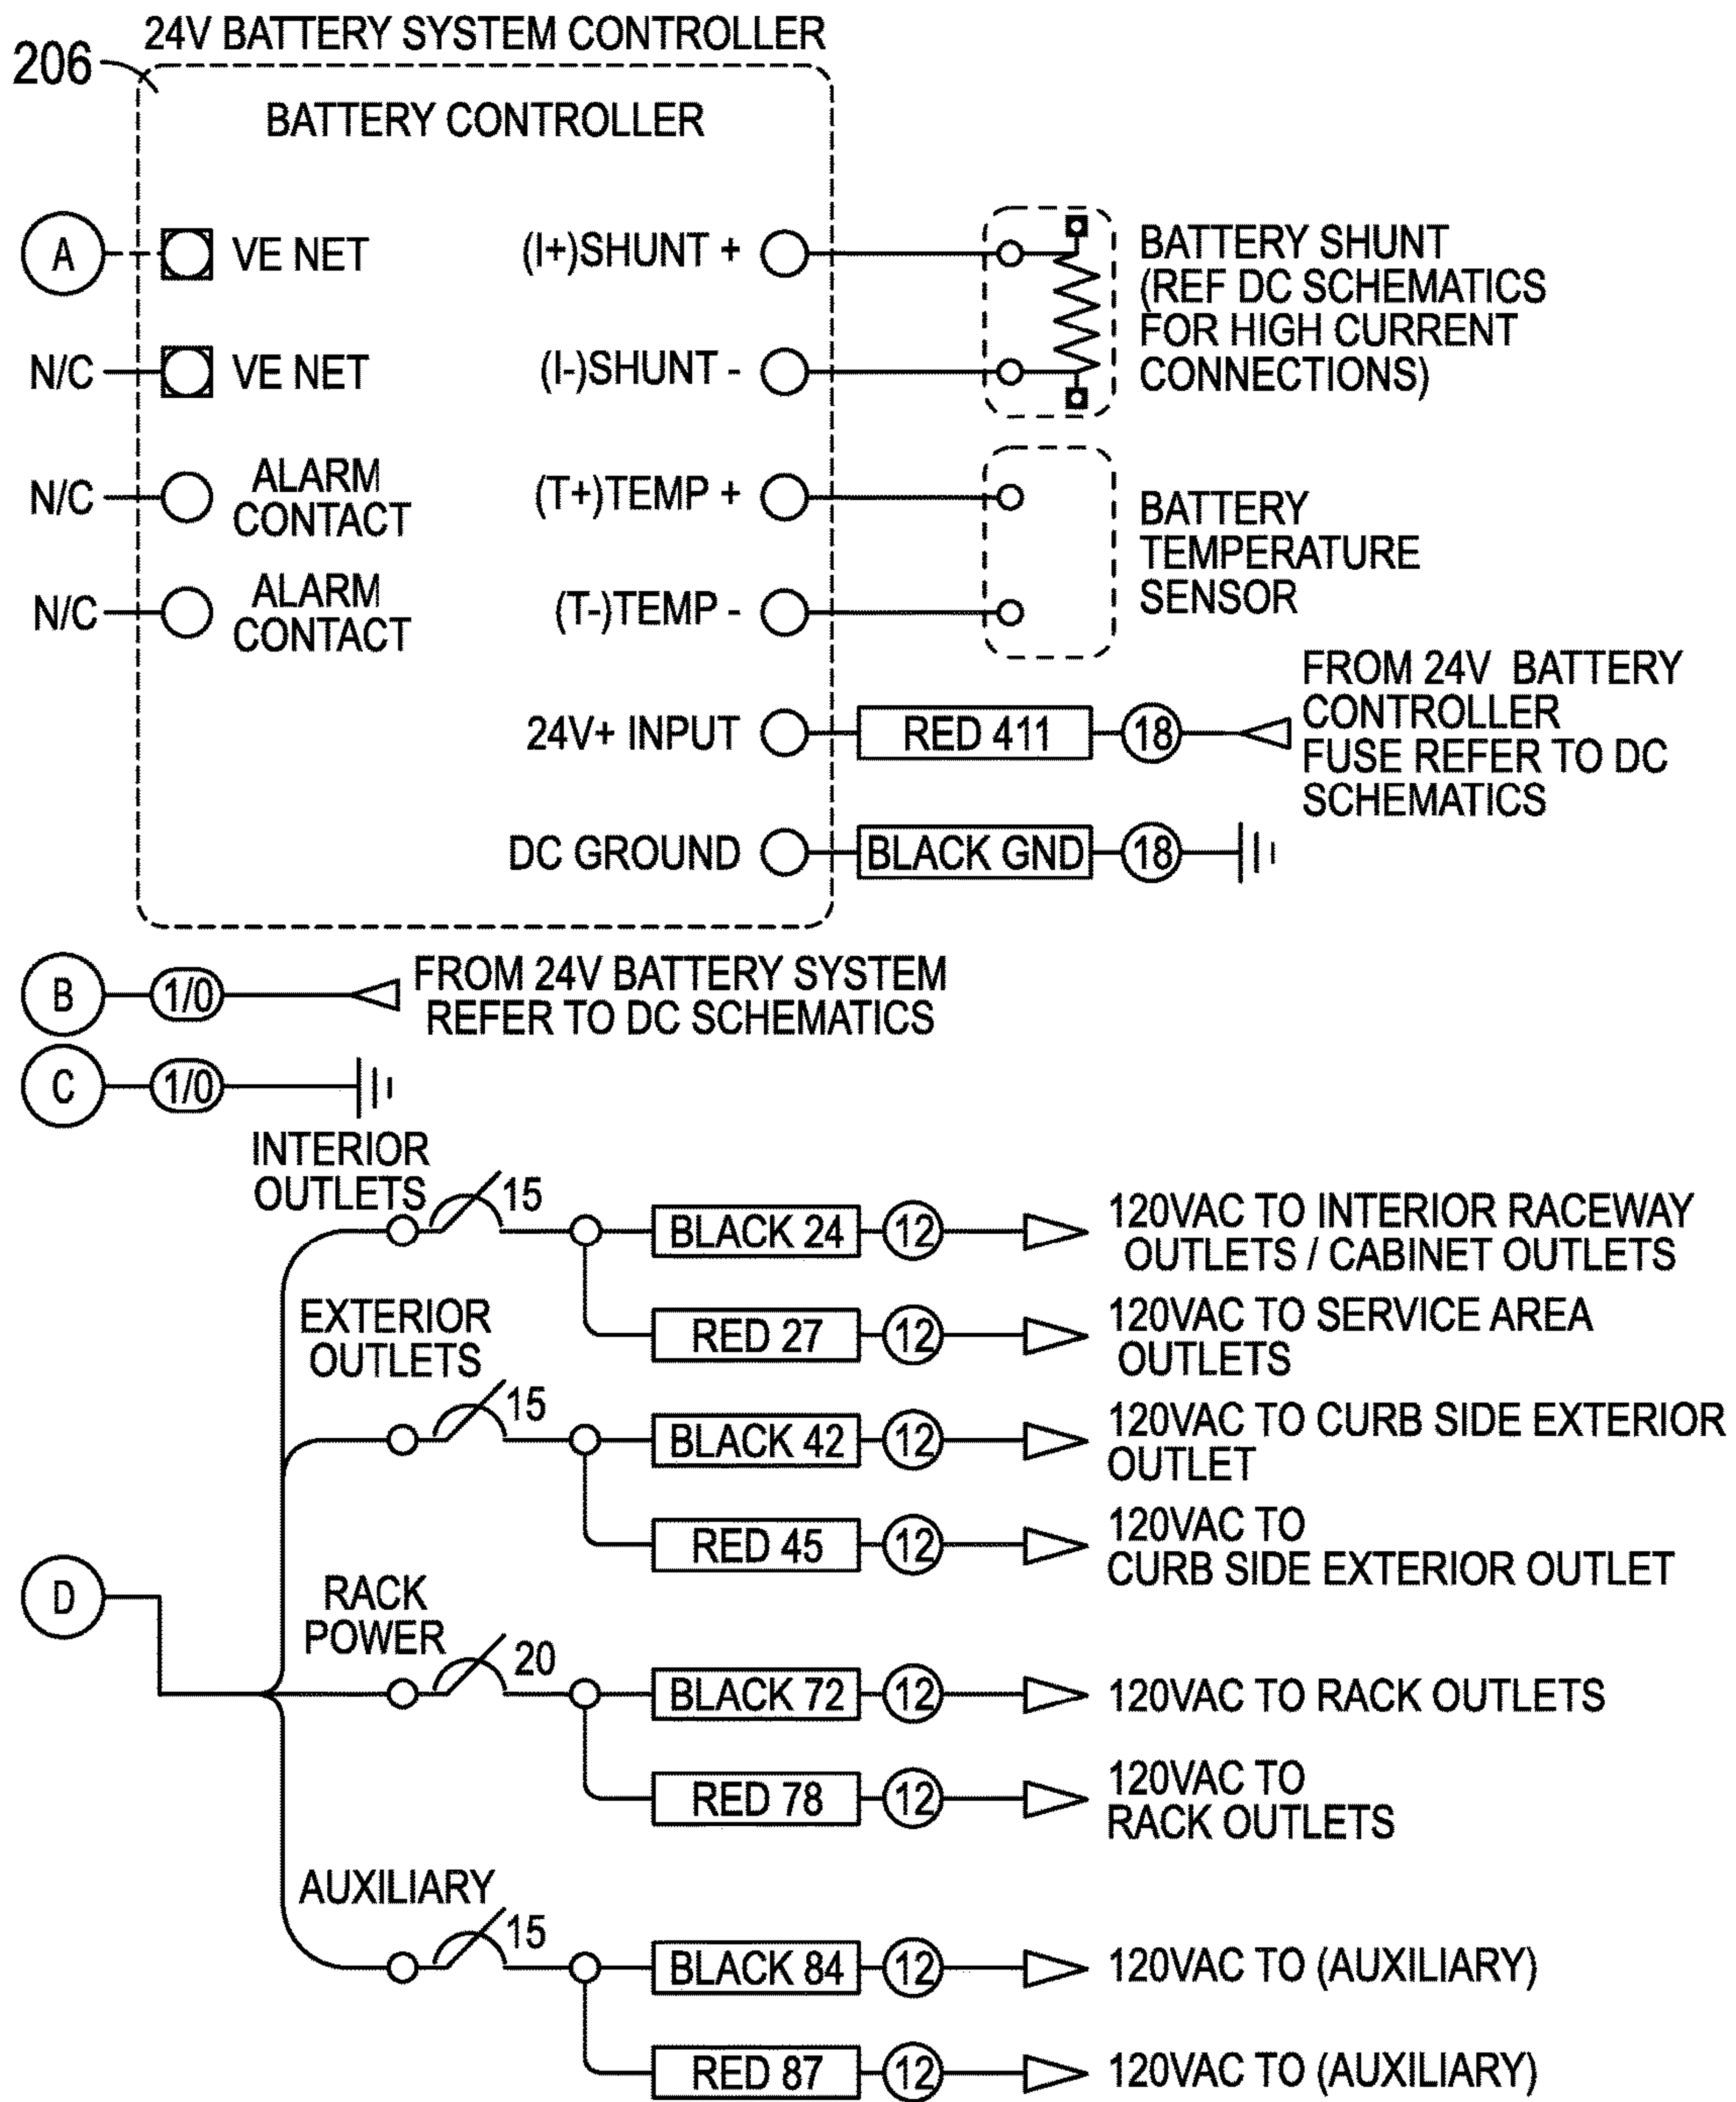 24V BATTERY SYSTEM CONTROLLER
206
BATTERY CONTROLLER
A
VE NET
(I+)SHUNT +
BATTERY SHUNT
(REF DC SCHEMATICS
FOR HIGH CURRENT
CONNECTIONS)
N/C
VE NET
(I-)SHUNT -
N/C
ALARM
CONTACT
(T+)TEMP +
BATTERY
TEMPERATURE
SENSOR
N/C
ALARM
CONTACT
(T-)TEMP -
24V+ INPUT
RED 411
18
FROM 24V BATTERY
CONTROLLER
FUSE REFER TO DC
SCHEMATICS
DC GROUND
BLACK GND
18
B
1/0
FROM 24V BATTERY SYSTEM
REFER TO DC SCHEMATICS
C
1/0
INTERIOR
OUTLETS
15
BLACK 24
12
120VAC TO INTERIOR RACEWAY
OUTLETS / CABINET OUTLETS
RED 27
12
120VAC TO SERVICE AREA
OUTLETS
EXTERIOR
OUTLETS
15
BLACK 42
12
120VAC TO CURB SIDE EXTERIOR
OUTLET
RED 45
12
120VAC TO
CURB SIDE EXTERIOR OUTLET
D
RACK
POWER
20
BLACK 72
12
120VAC TO RACK OUTLETS
RED 78
12
120VAC TO
RACK OUTLETS
AUXILIARY
15
BLACK 84
12
120VAC TO (AUXILIARY)
RED 87
12
120VAC TO (AUXILIARY)